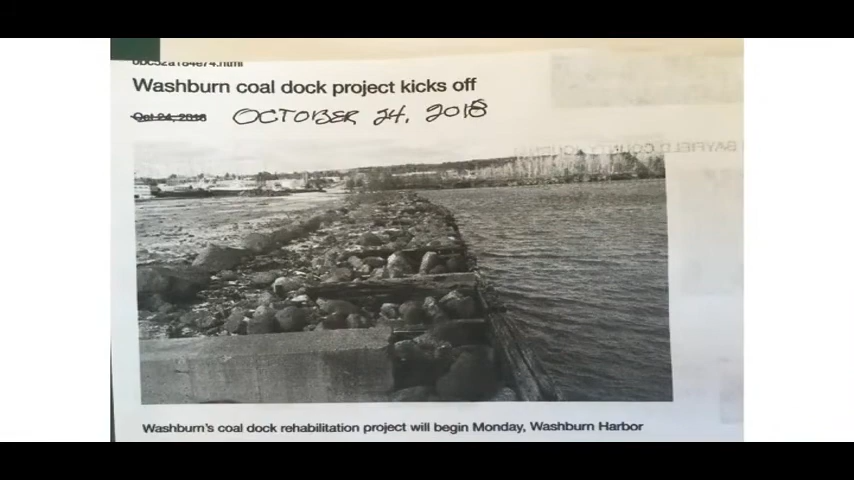 Washburn coal dock project kicks off
Oct 24, 2018
OCTOBER 24, 2018
Washburn's coal dock rehabilitation project will begin Monday, Washburn Harbor